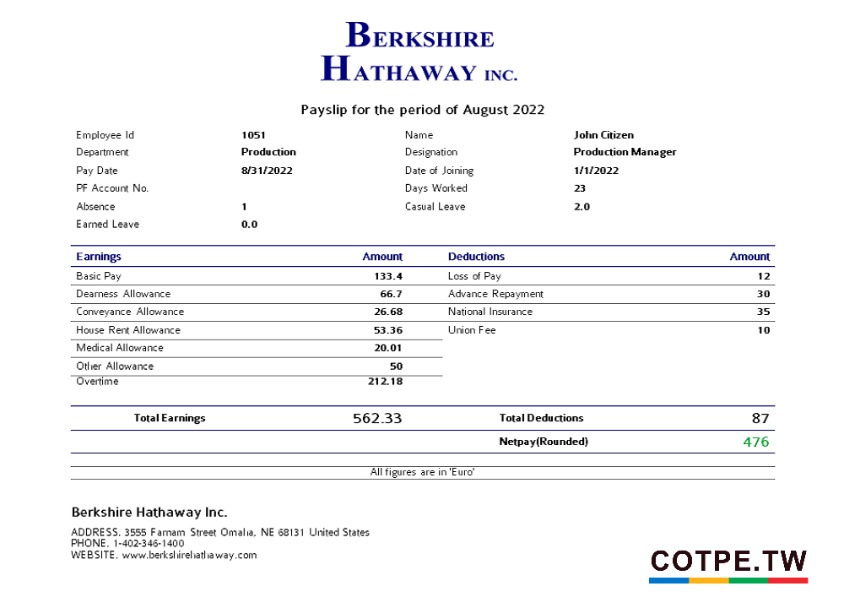 BERKSHIRE
HATHAWAY INC.
Payslip for the period of August 2022
Employee Id 1051 Name John Citizen
Department Production Designation Production Manager
Pay Date 8/31/2022 Date of Joining 1/1/2022
PF Account No. Days Worked 23
Absence 1 Casual Leave 2.0
Earned Leave 0.0
Earnings Amount Deductions Amount
Basic Pay 133.4 Loss of Pay 12
Dearness Allowance 66.7 Advance Repayment 30
Conveyance Allowance 26.68 National Insurance 35
House Rent Allowance 53.36 Union Fee 10
Medical Allowance 20.01
Other Allowance 50
Overtime 212.18
Total Earnings 562.33 Total Deductions 87
Netpay(Rounded) 476
All figures are in 'Euro'
Berkshire Hathaway Inc.
ADDRESS. 3555 Farnam Street Omaha, NE 68131 United States
PHONE. 1-402-346-1400
WEBSITE. www.berkshirehathaway.com
COTPE.TW